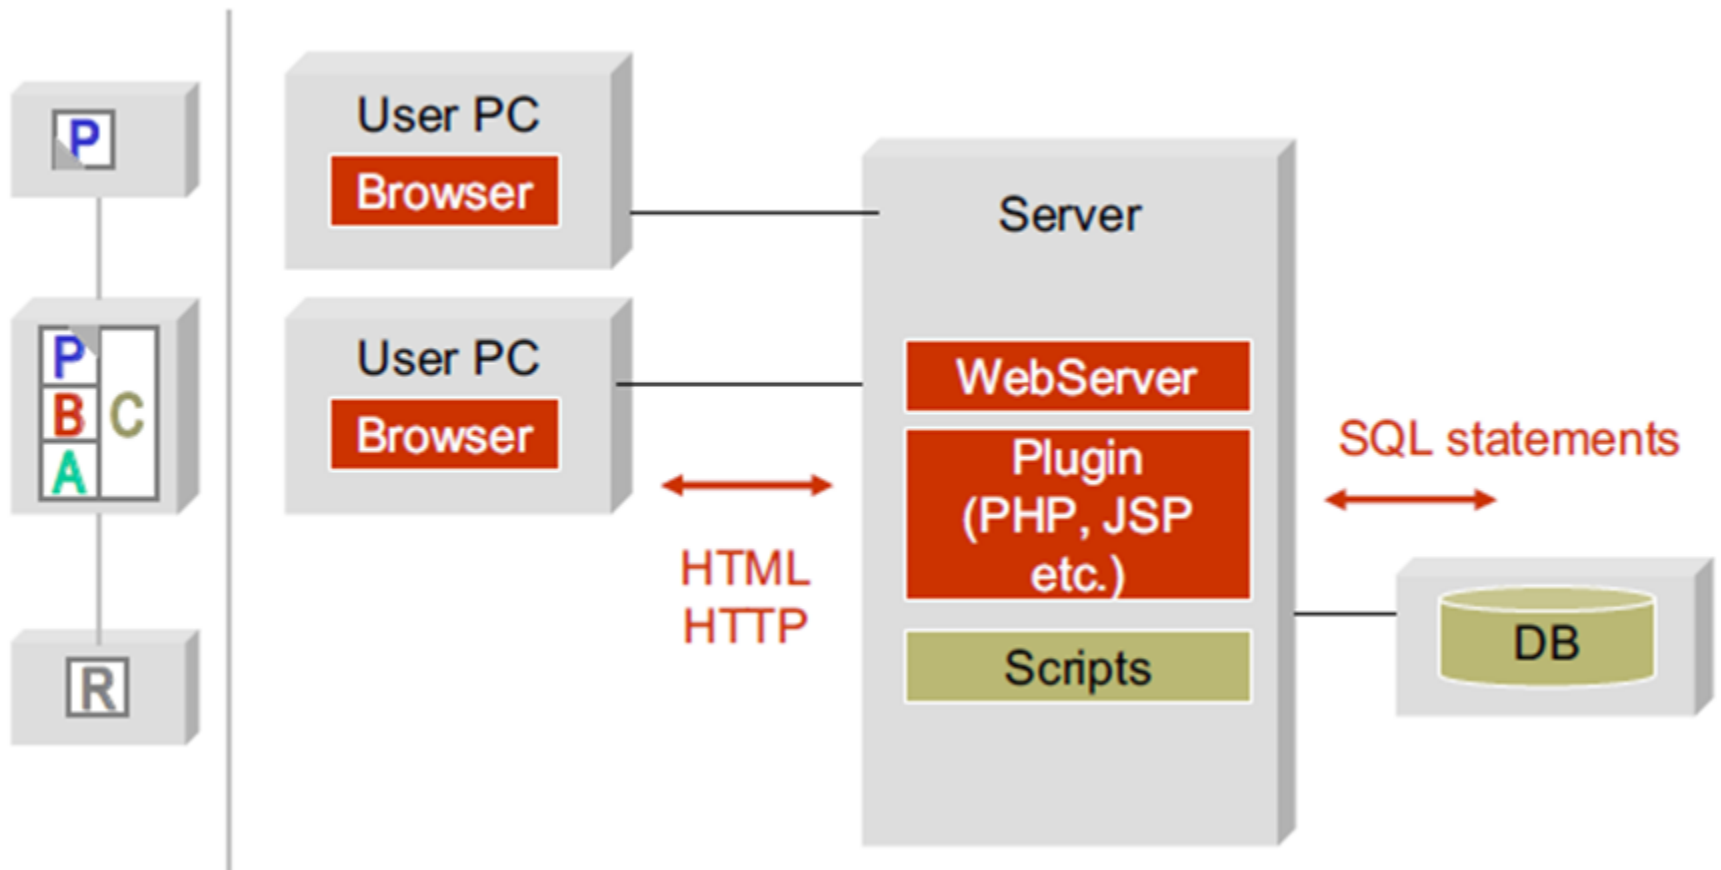 P
P
B
C
A
R
User PC
Browser
User PC
Browser
HTML
HTTP
Server
WebServer
Plugin
(PHP, JSP
etc.)
Scripts
SQL statements
DB